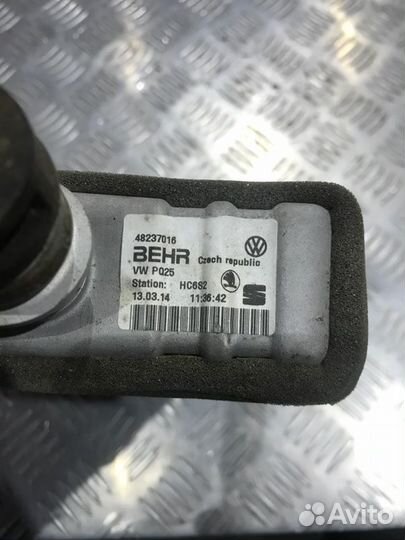 48237016
BEHR Czech republic
VW PQ25
Station: HC6S2
13.03.14 11:36:42
Avito